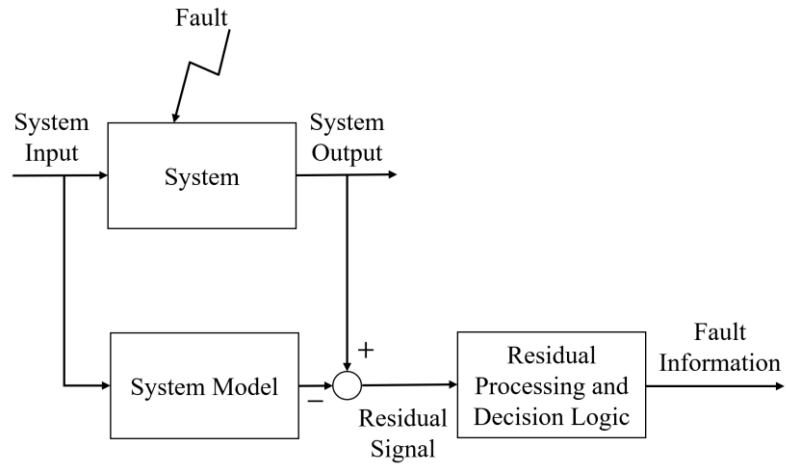 Fault
System
Input
System
Output
System
System Model
+
−
Residual
Signal
Residual
Processing and
Decision Logic
Fault
Information